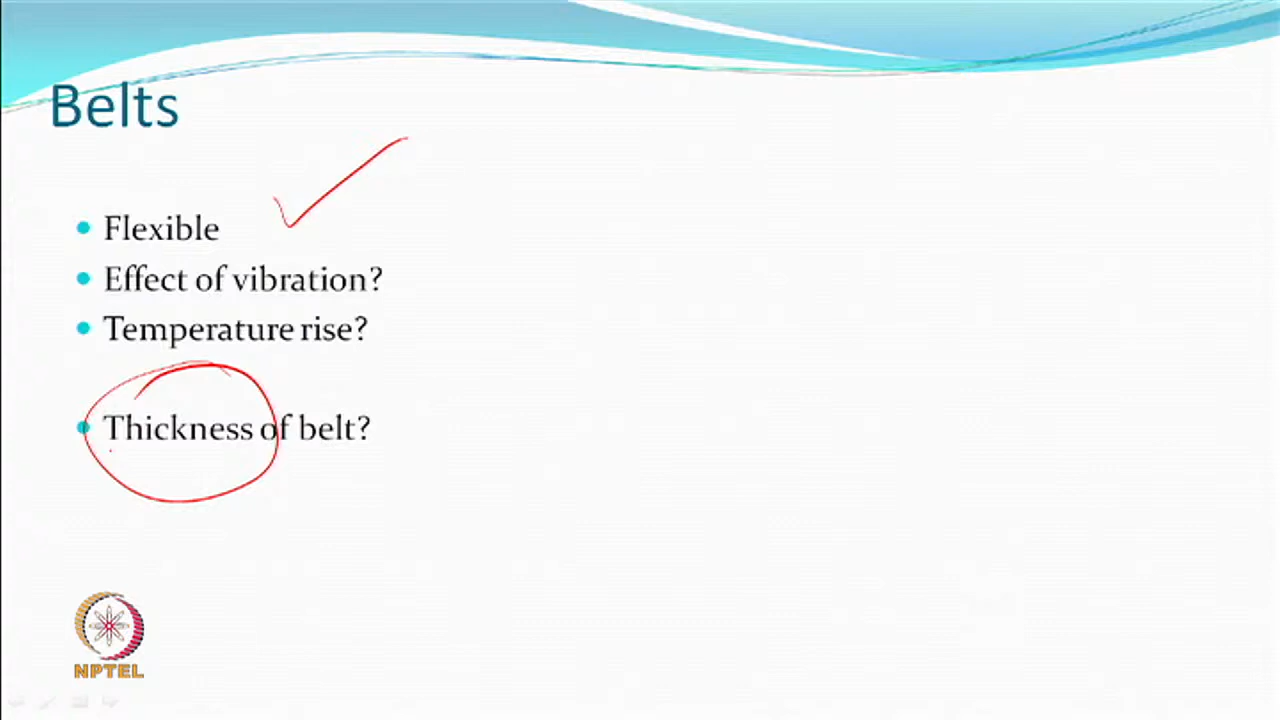 Belts
Flexible
Effect of vibration?
Temperature rise?
Thickness of belt?
NPTEL